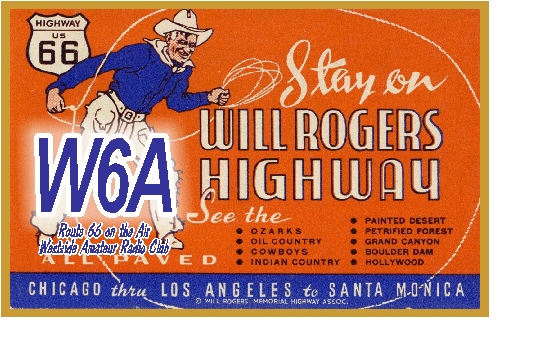 HIGHWAY
US
66
Stay on
WILL ROGERS
HIGHWAY
W6A
Route 66 on the Air
Westside Amateur Radio Club
See the
• OZARKS
• OIL COUNTRY
• COWBOYS
• INDIAN COUNTRY
• PAINTED DESERT
• PETRIFIED FOREST
• GRAND CANYON
• BOULDER DAM
• HOLLYWOOD
CHICAGO thru LOS ANGELES to SANTA MONICA
© WILL ROGERS MEMORIAL HIGHWAY ASSOC.